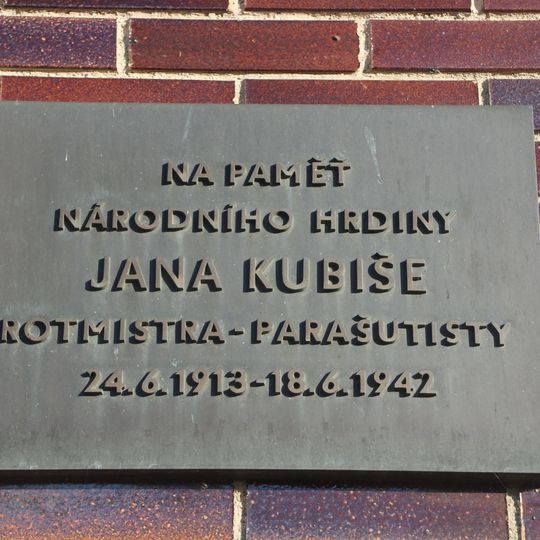 NA PAMĚŤ
NÁRODNÍHO HRDINY
JANA KUBIŠE
ROTMISTRA-PARAŠUTISTY
24.6.1913-18.6.1942